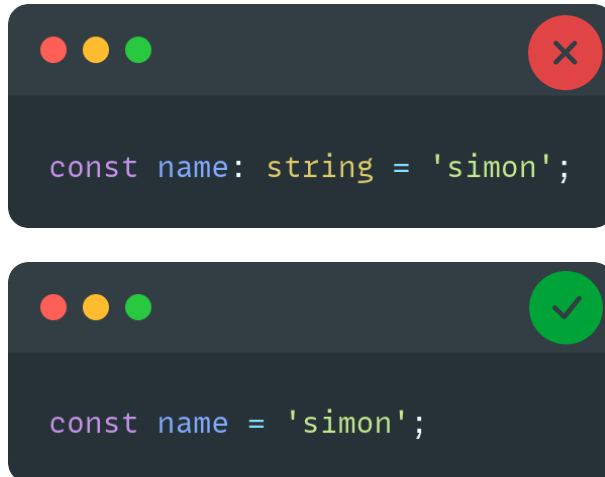 const name: string = 'simon';
const name = 'simon';